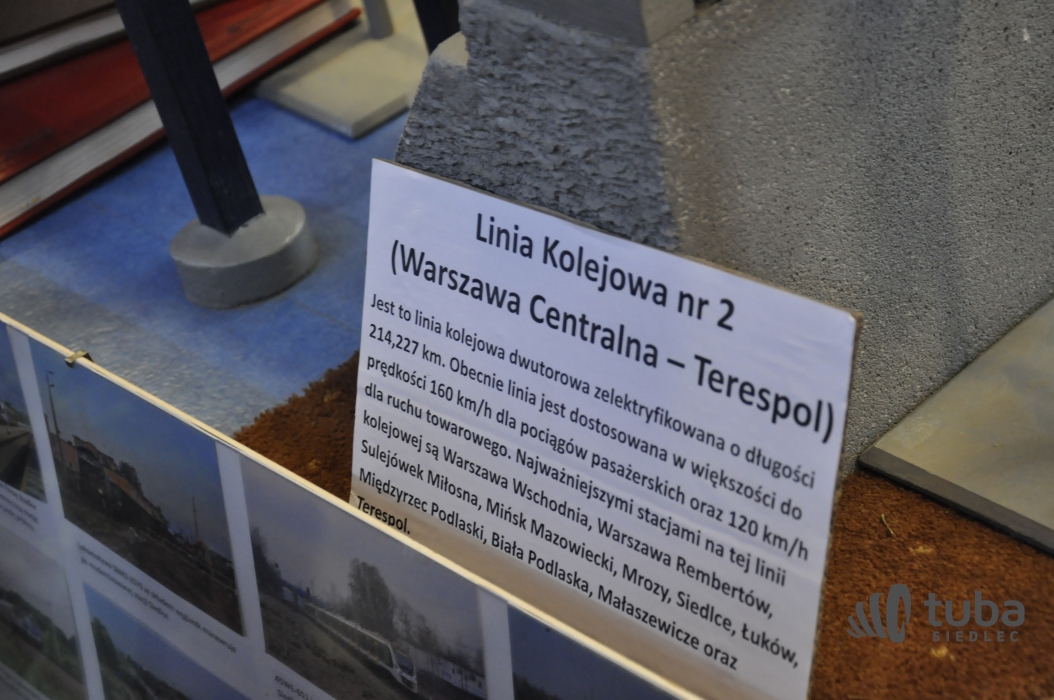 Linia Kolejowa nr 2
(Warszawa Centralna – Terespol)
Jest to linia kolejowa dwutorowa zelektryfikowana o długości
214,227 km. Obecnie linia jest dostosowana w większości do
prędkości 160 km/h dla pociągów pasażerskich oraz 120 km/h
dla ruchu towarowego. Najważniejszymi stacjami na tej linii
kolejowej są Warszawa Wschodnia, Warszawa Rembertów,
Sulejówek Miłosna, Mińsk Mazowiecki, Mrozy, Siedlce, Łuków,
Międzyrzec Podlaski, Biała Podlaska, Małaszewicze oraz
Terespol.
tuba
SIEDLEC